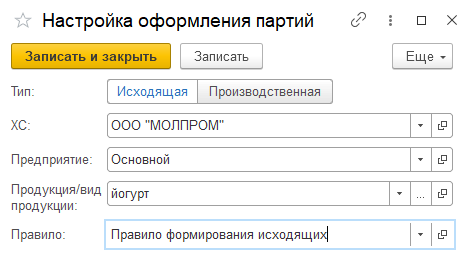 Настройка оформления партий
Записать и закрыть Записать Еще
Тип: Исходящая Производственная
ХС: ООО "МОЛПРОМ"
Предприятие: Основной
Продукция/вид
продукции: йогурт
Правило: Правило формирования исходящих